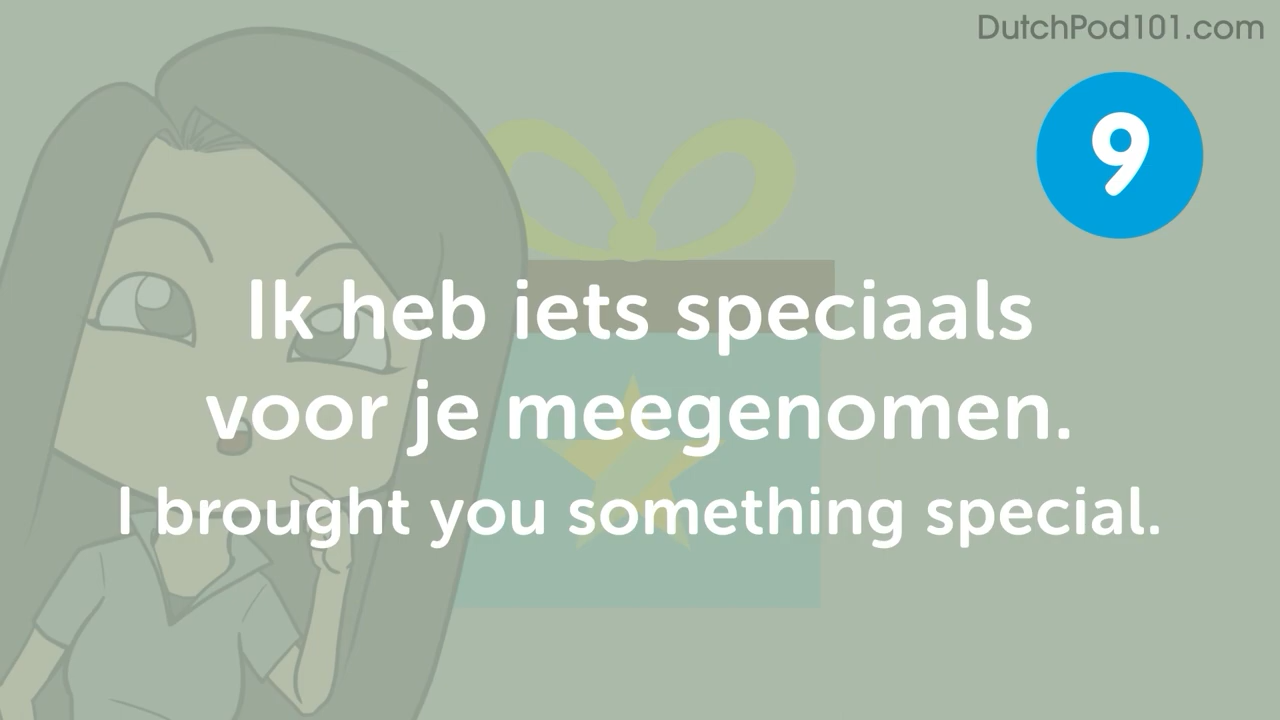 DutchPod101.com
9
Ik heb iets speciaals
voor je meegenomen.
I brought you something special.